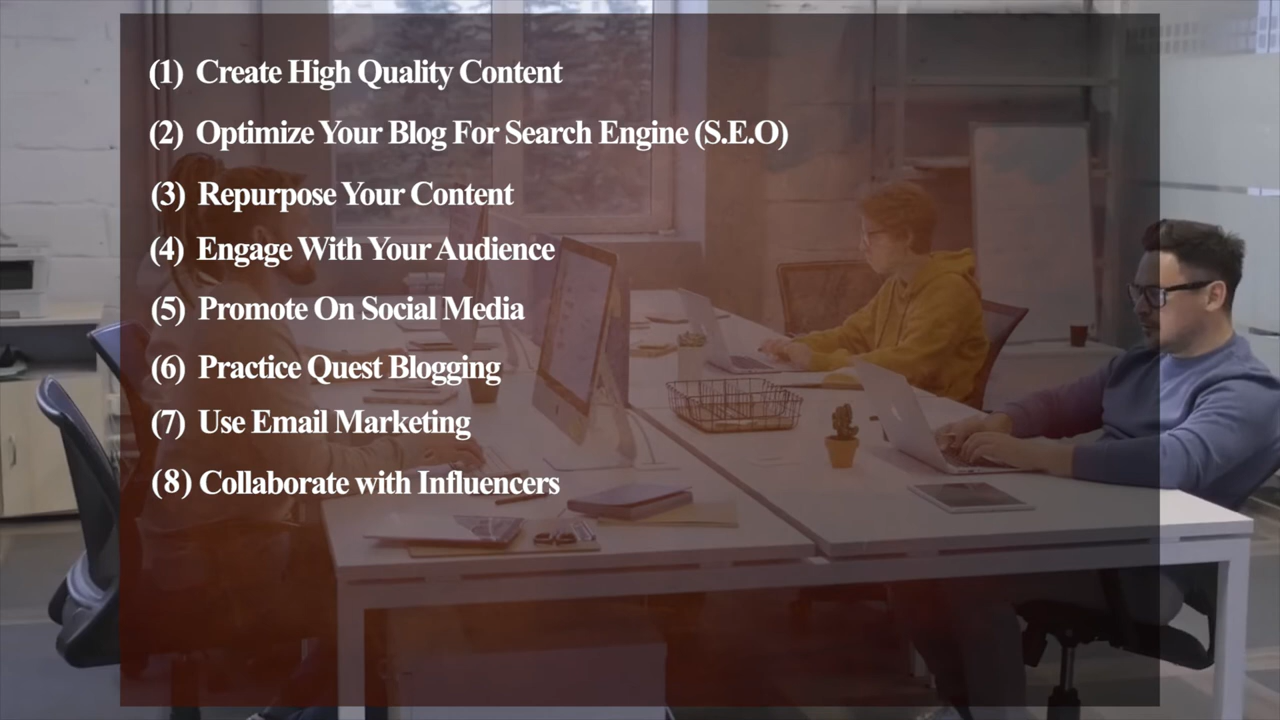 (1) Create High Quality Content
(2) Optimize Your Blog For Search Engine (S.E.O)
(3) Repurpose Your Content
(4) Engage With Your Audience
(5) Promote On Social Media
(6) Practice Quest Blogging
(7) Use Email Marketing
(8) Collaborate with Influencers